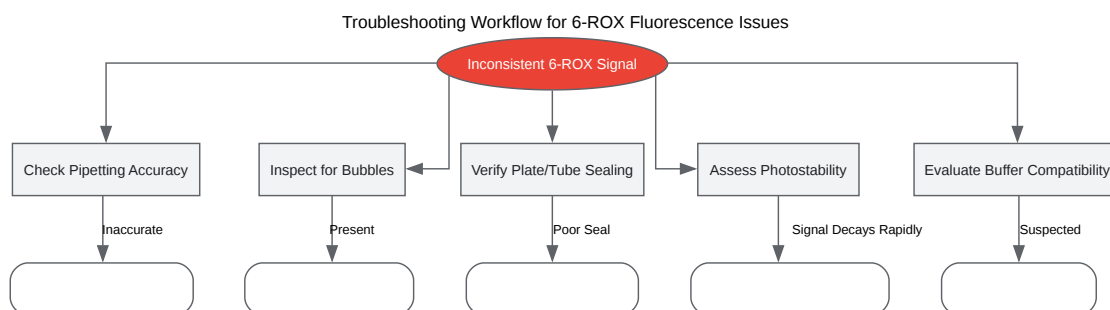 Troubleshooting Workflow for 6-ROX Fluorescence Issues
Inconsistent 6-ROX Signal
Check Pipetting Accuracy
Inspect for Bubbles
Verify Plate/Tube Sealing
Assess Photostability
Evaluate Buffer Compatibility
Inaccurate
Present
Poor Seal
Signal Decays Rapidly
Suspected